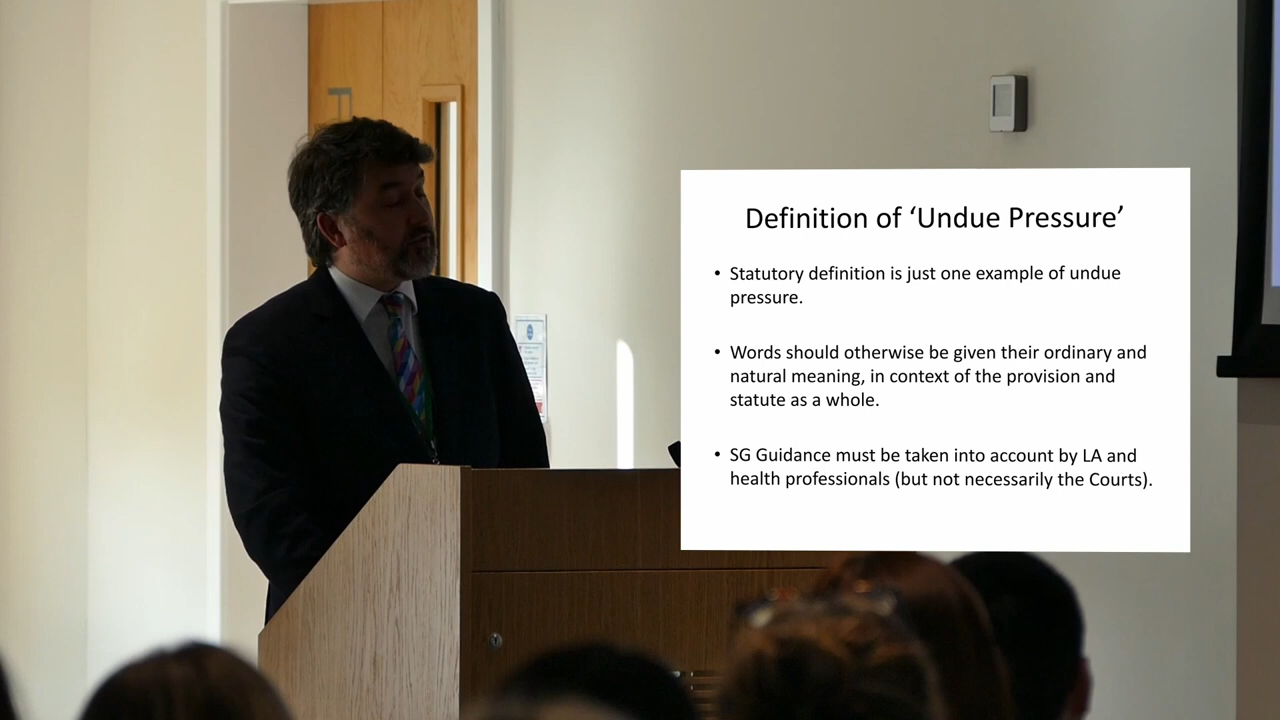 Definition of ‘Undue Pressure’
• Statutory definition is just one example of undue
pressure.
• Words should otherwise be given their ordinary and
natural meaning, in context of the provision and
statute as a whole.
• SG Guidance must be taken into account by LA and
health professionals (but not necessarily the Courts).